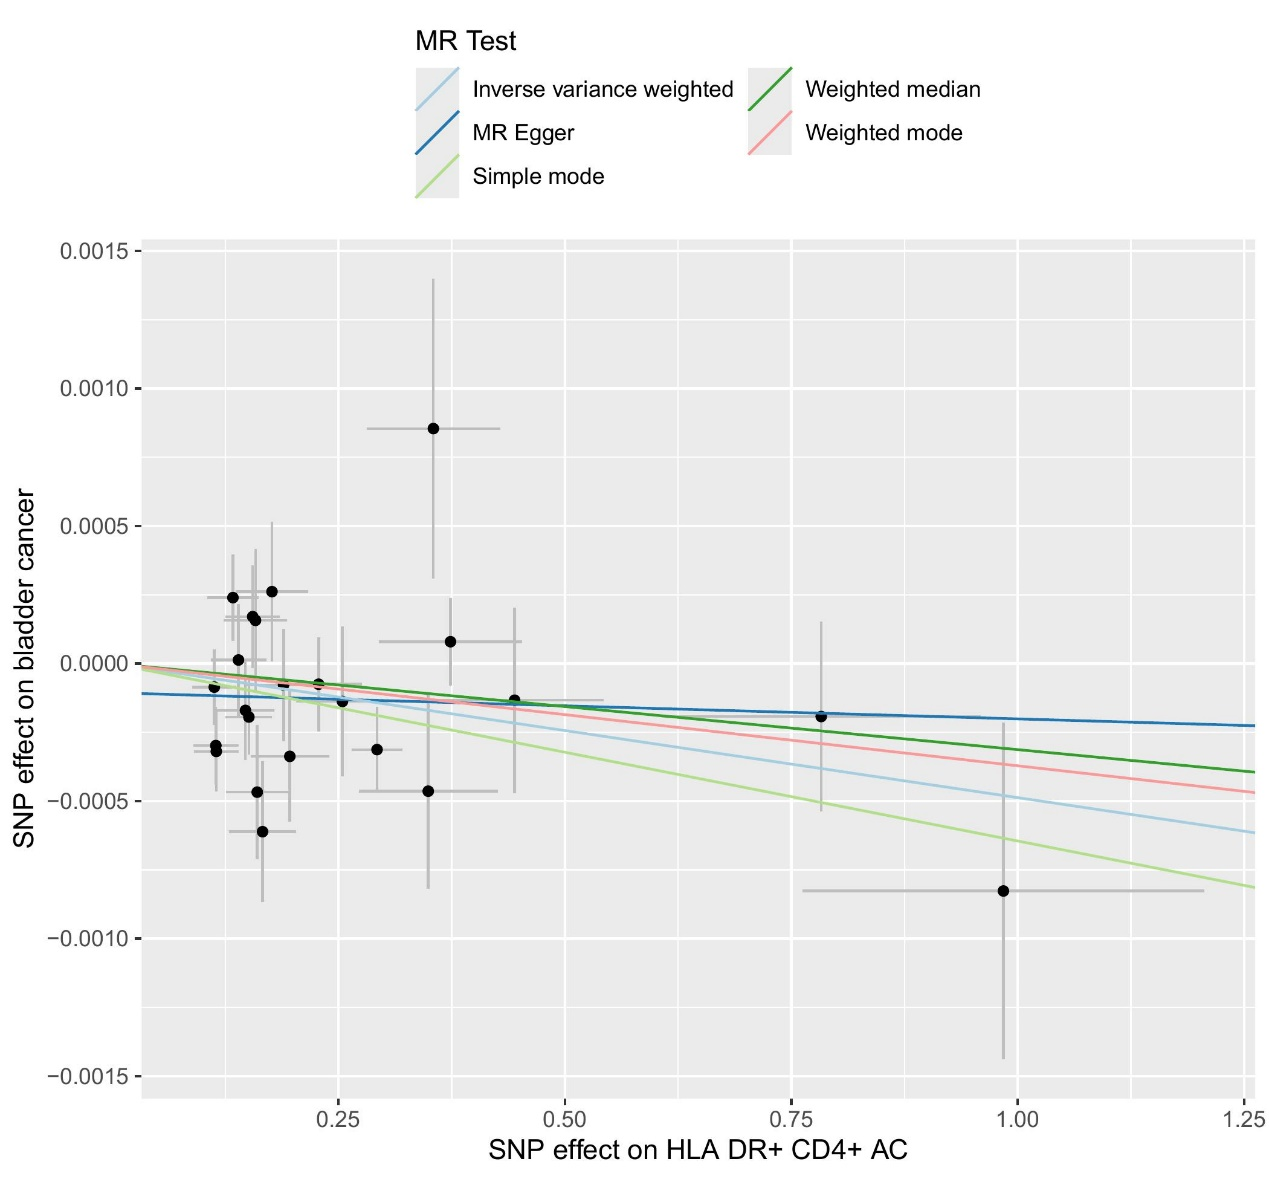 MR Test
Inverse variance weighted
Weighted median
MR Egger
Weighted mode
Simple mode
0.0015
0.0010
0.0005
0.0000
−0.0005
−0.0010
−0.0015
SNP effect on bladder cancer
0.25
0.50
0.75
1.00
1.25
SNP effect on HLA DR+ CD4+ AC